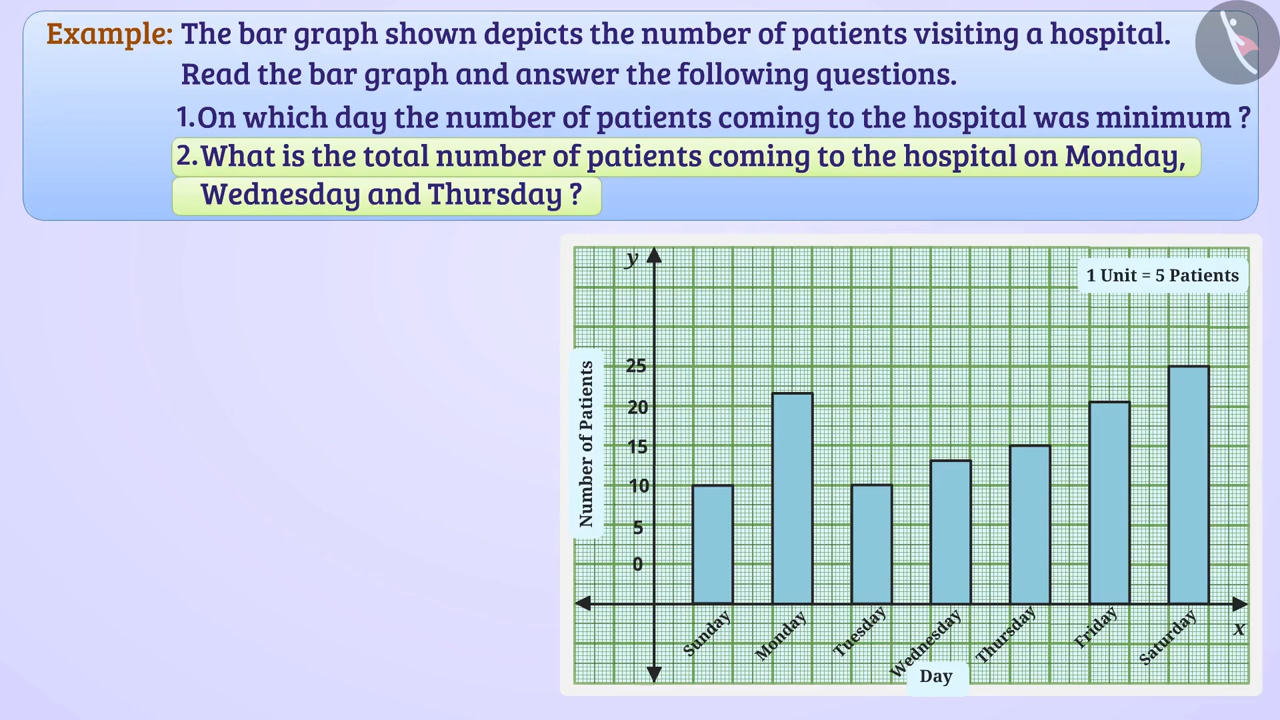 Example: The bar graph shown depicts the number of patients visiting a hospital.
Read the bar graph and answer the following questions.
1.On which day the number of patients coming to the hospital was minimum ?
2.What is the total number of patients coming to the hospital on Monday,
Wednesday and Thursday ?
y
1 Unit = 5 Patients
Number of Patients
25
20
15
10
5
0
Sunday
Monday
Tuesday
Wednesday
Thursday
Friday
Saturday
x
Day